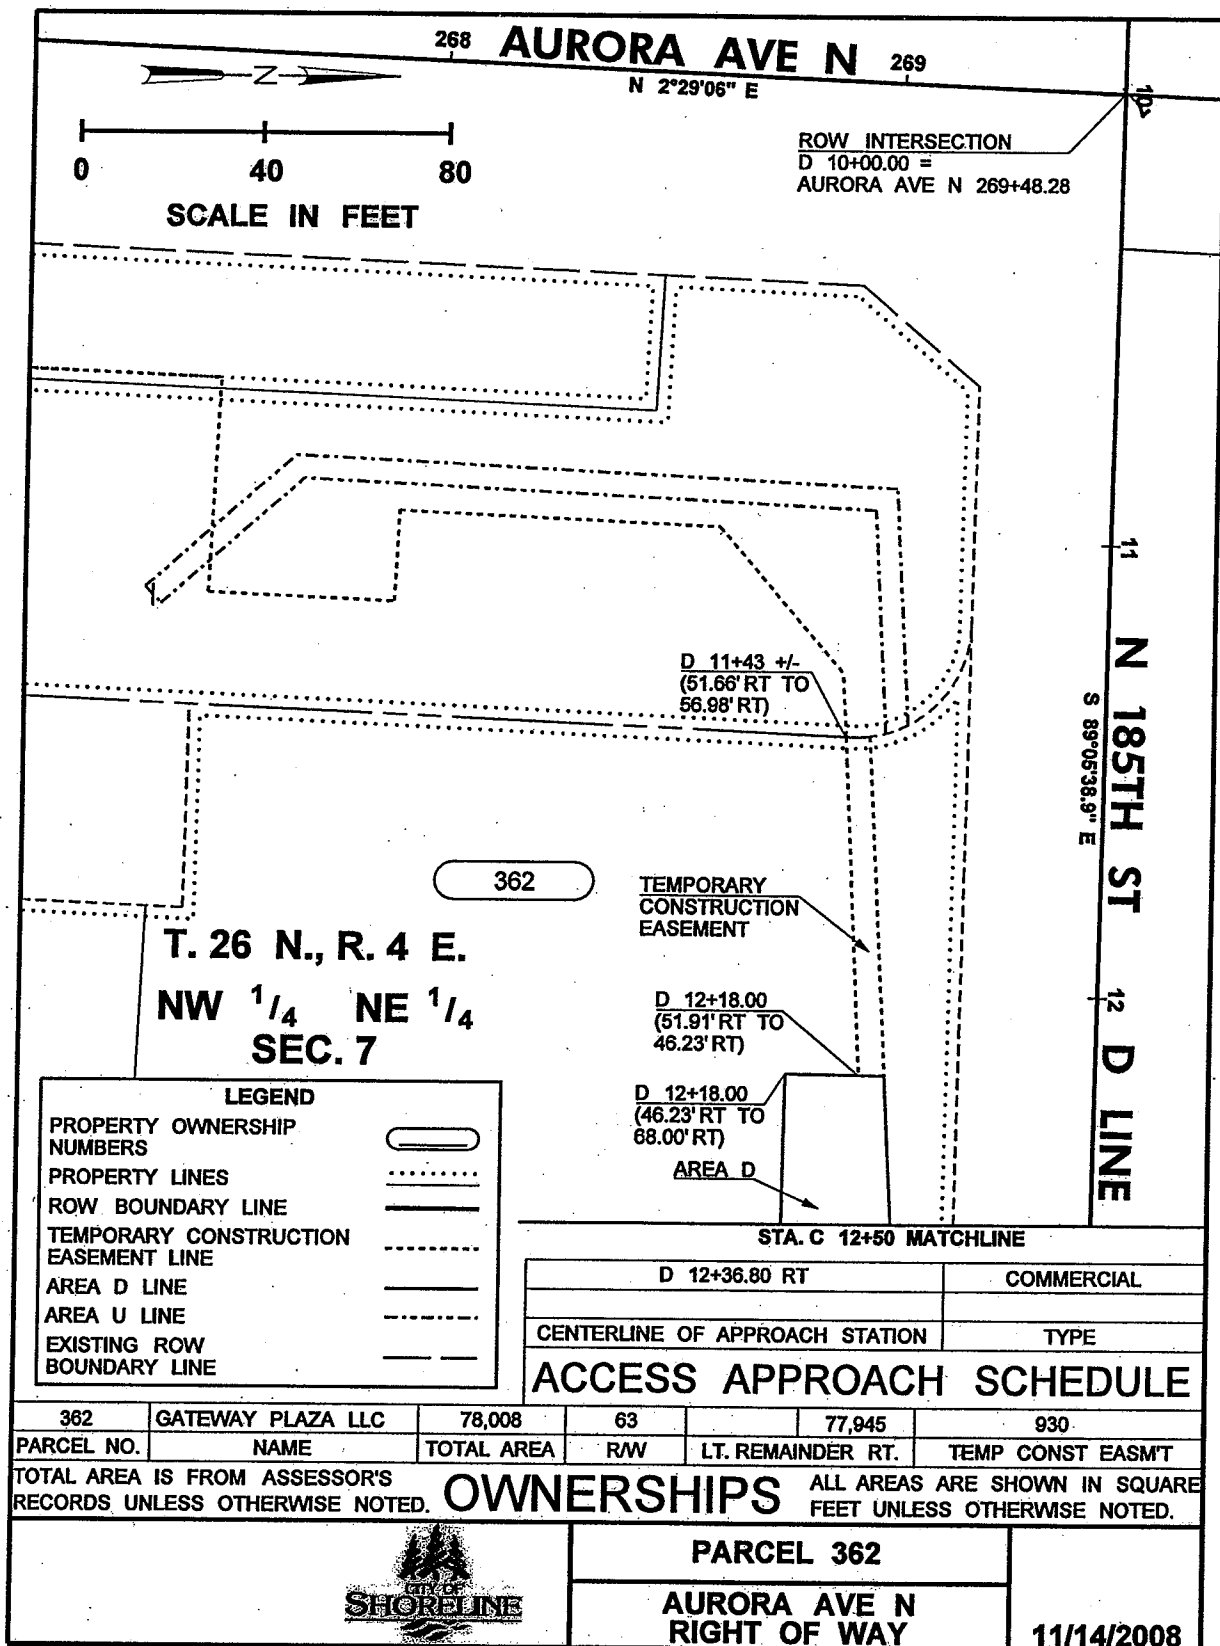 268 AURORA AVE N 269
N 2°29'06" E
Z
0 40 80
SCALE IN FEET
10+
ROW INTERSECTION
D 10+00.00 =
AURORA AVE N 269+48.28
11
N 185TH ST D LINE
S 89°05'38.9" E
12
D 11+43 +/-
(51.66' RT TO
56.98' RT)
362
TEMPORARY
CONSTRUCTION
EASEMENT
T. 26 N., R. 4 E.
NW 1/4 NE 1/4
SEC. 7
D 12+18.00
(51.91' RT TO
46.23' RT)
D 12+18.00
(46.23' RT TO
68.00' RT)
AREA D
STA. C 12+50 MATCHLINE
LEGEND
PROPERTY OWNERSHIP
NUMBERS
PROPERTY LINES
ROW BOUNDARY LINE
TEMPORARY CONSTRUCTION
EASEMENT LINE
AREA D LINE
AREA U LINE
EXISTING ROW
BOUNDARY LINE
D 12+36.80 RT COMMERCIAL
CENTERLINE OF APPROACH STATION TYPE
ACCESS APPROACH SCHEDULE
362 GATEWAY PLAZA LLC 78,008 63 77,945 930
PARCEL NO. NAME TOTAL AREA R/W LT. REMAINDER RT. TEMP CONST EASM'T
TOTAL AREA IS FROM ASSESSOR'S
RECORDS UNLESS OTHERWISE NOTED.
OWNERSHIPS
ALL AREAS ARE SHOWN IN SQUARE
FEET UNLESS OTHERWISE NOTED.
CITY OF
SHORELINE
PARCEL 362
AURORA AVE N
RIGHT OF WAY
11/14/2008